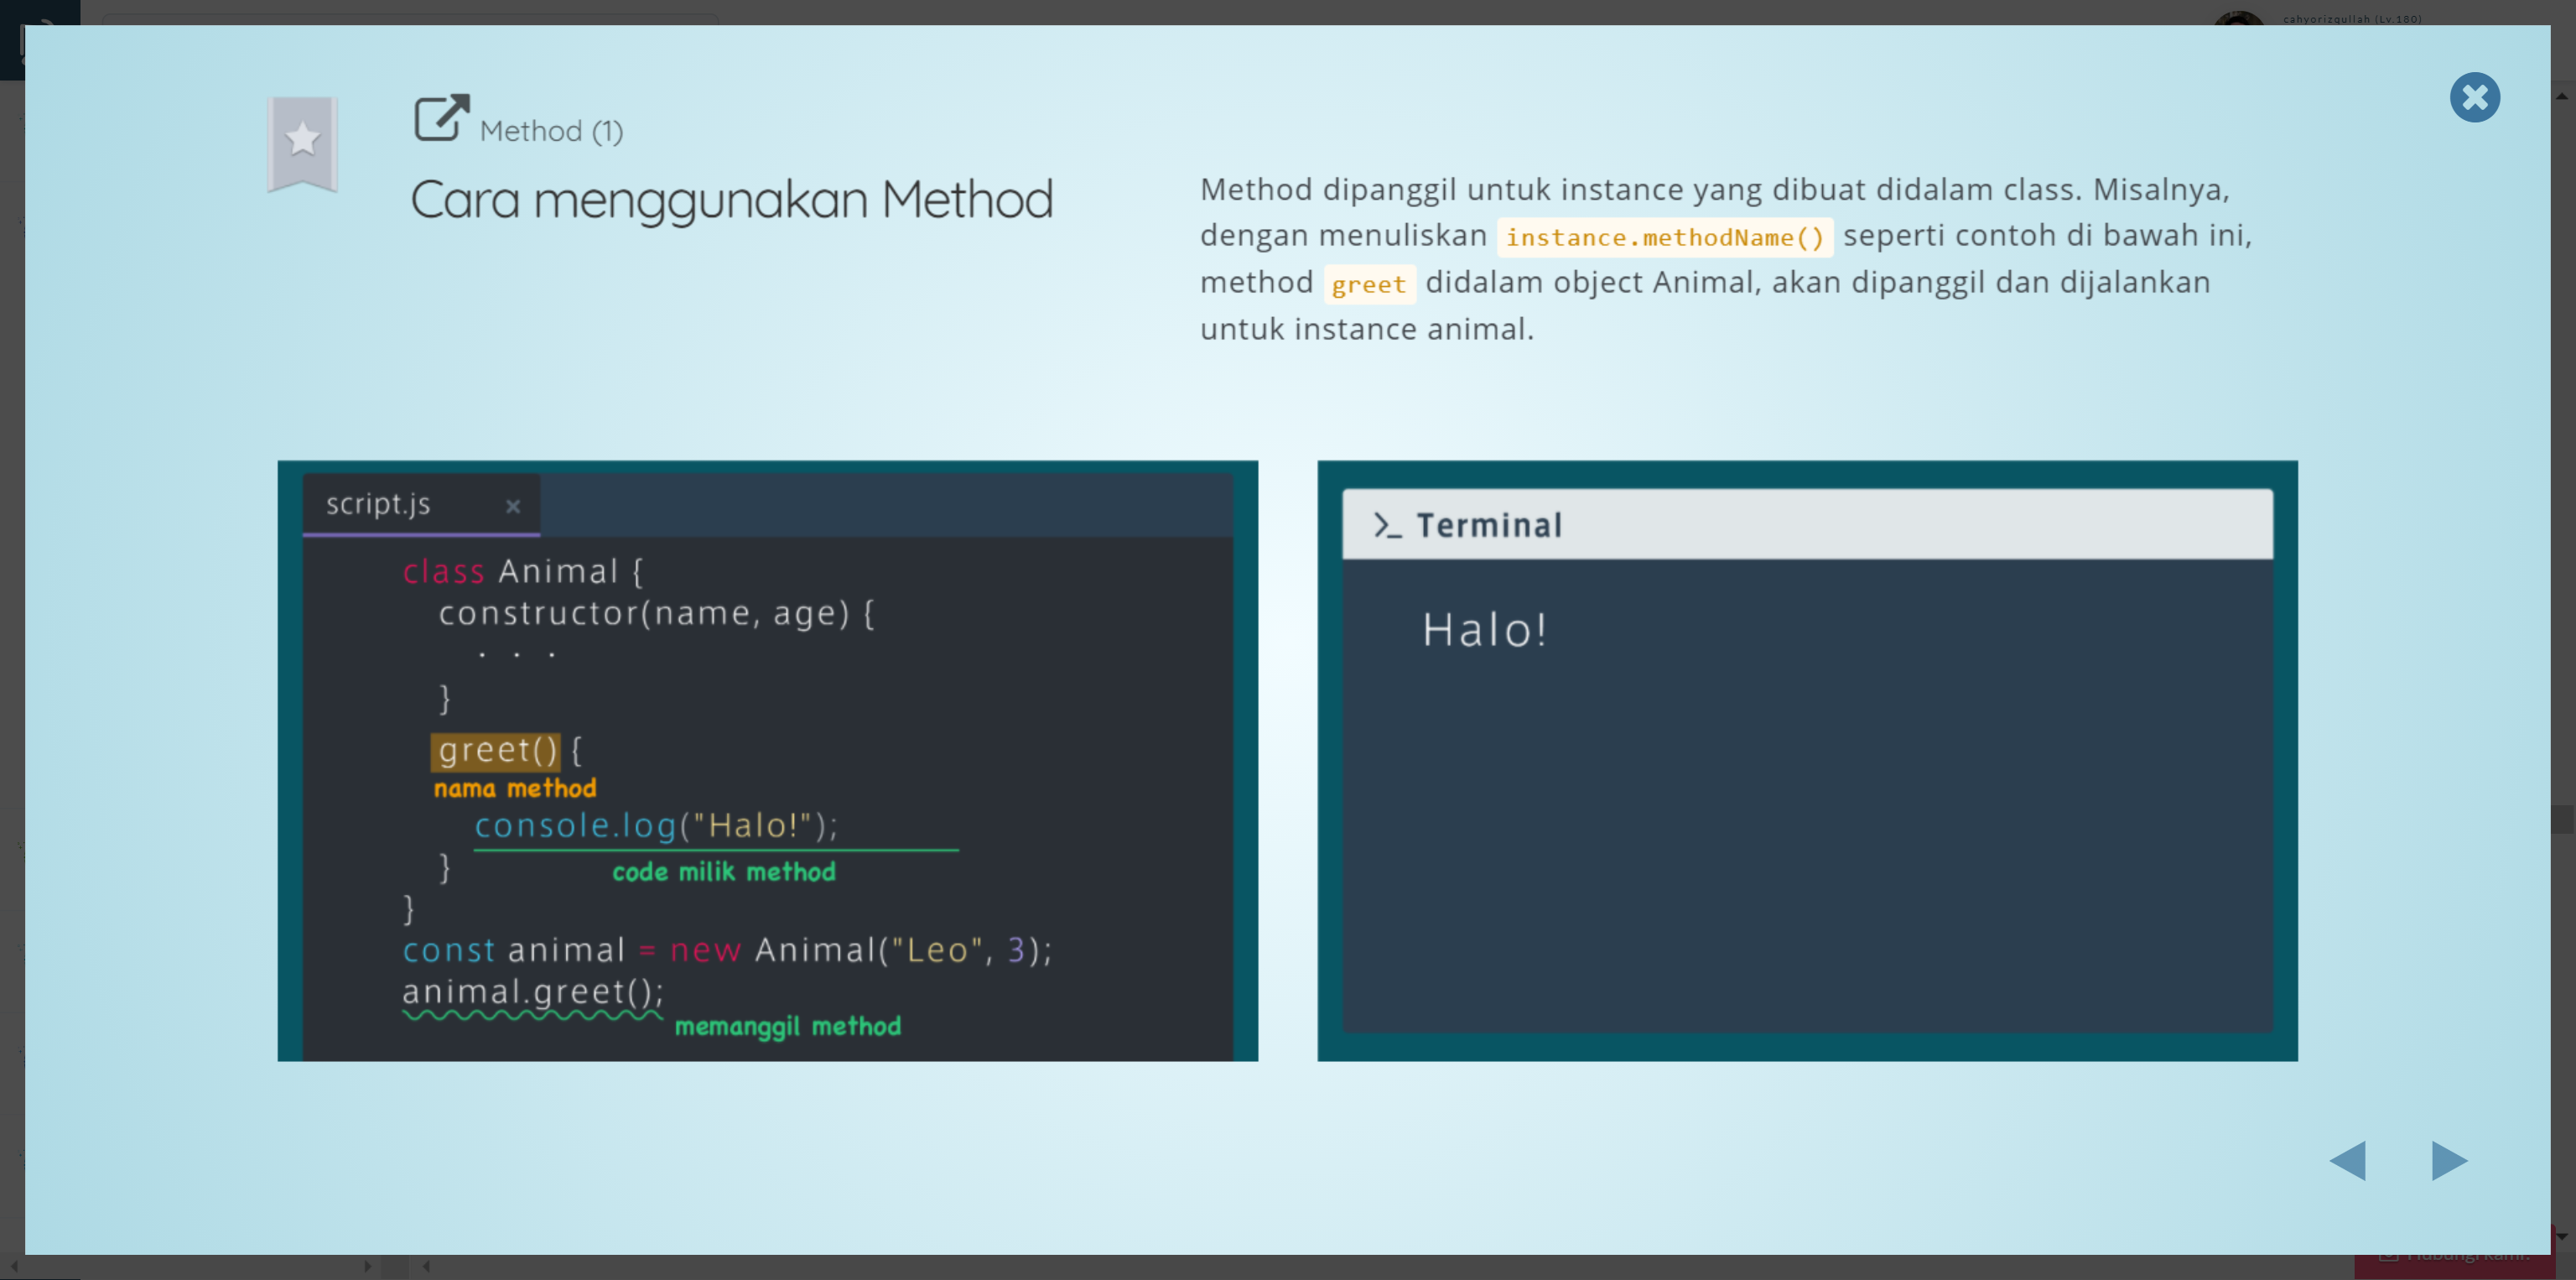 cahyorizqullah (Lv.180)
Method (1)
Cara menggunakan Method
Method dipanggil untuk instance yang dibuat didalam class. Misalnya,
dengan menuliskan instance.methodName() seperti contoh di bawah ini,
method greet didalam object Animal, akan dipanggil dan dijalankan
untuk instance animal.
script.js
class Animal {
constructor(name, age) {
. . .
}
greet() {
nama method
console.log("Halo!");
} code milik method
}
const animal = new Animal("Leo", 3);
animal.greet();
memanggil method
>_ Terminal
Halo!
Hubungi kami!